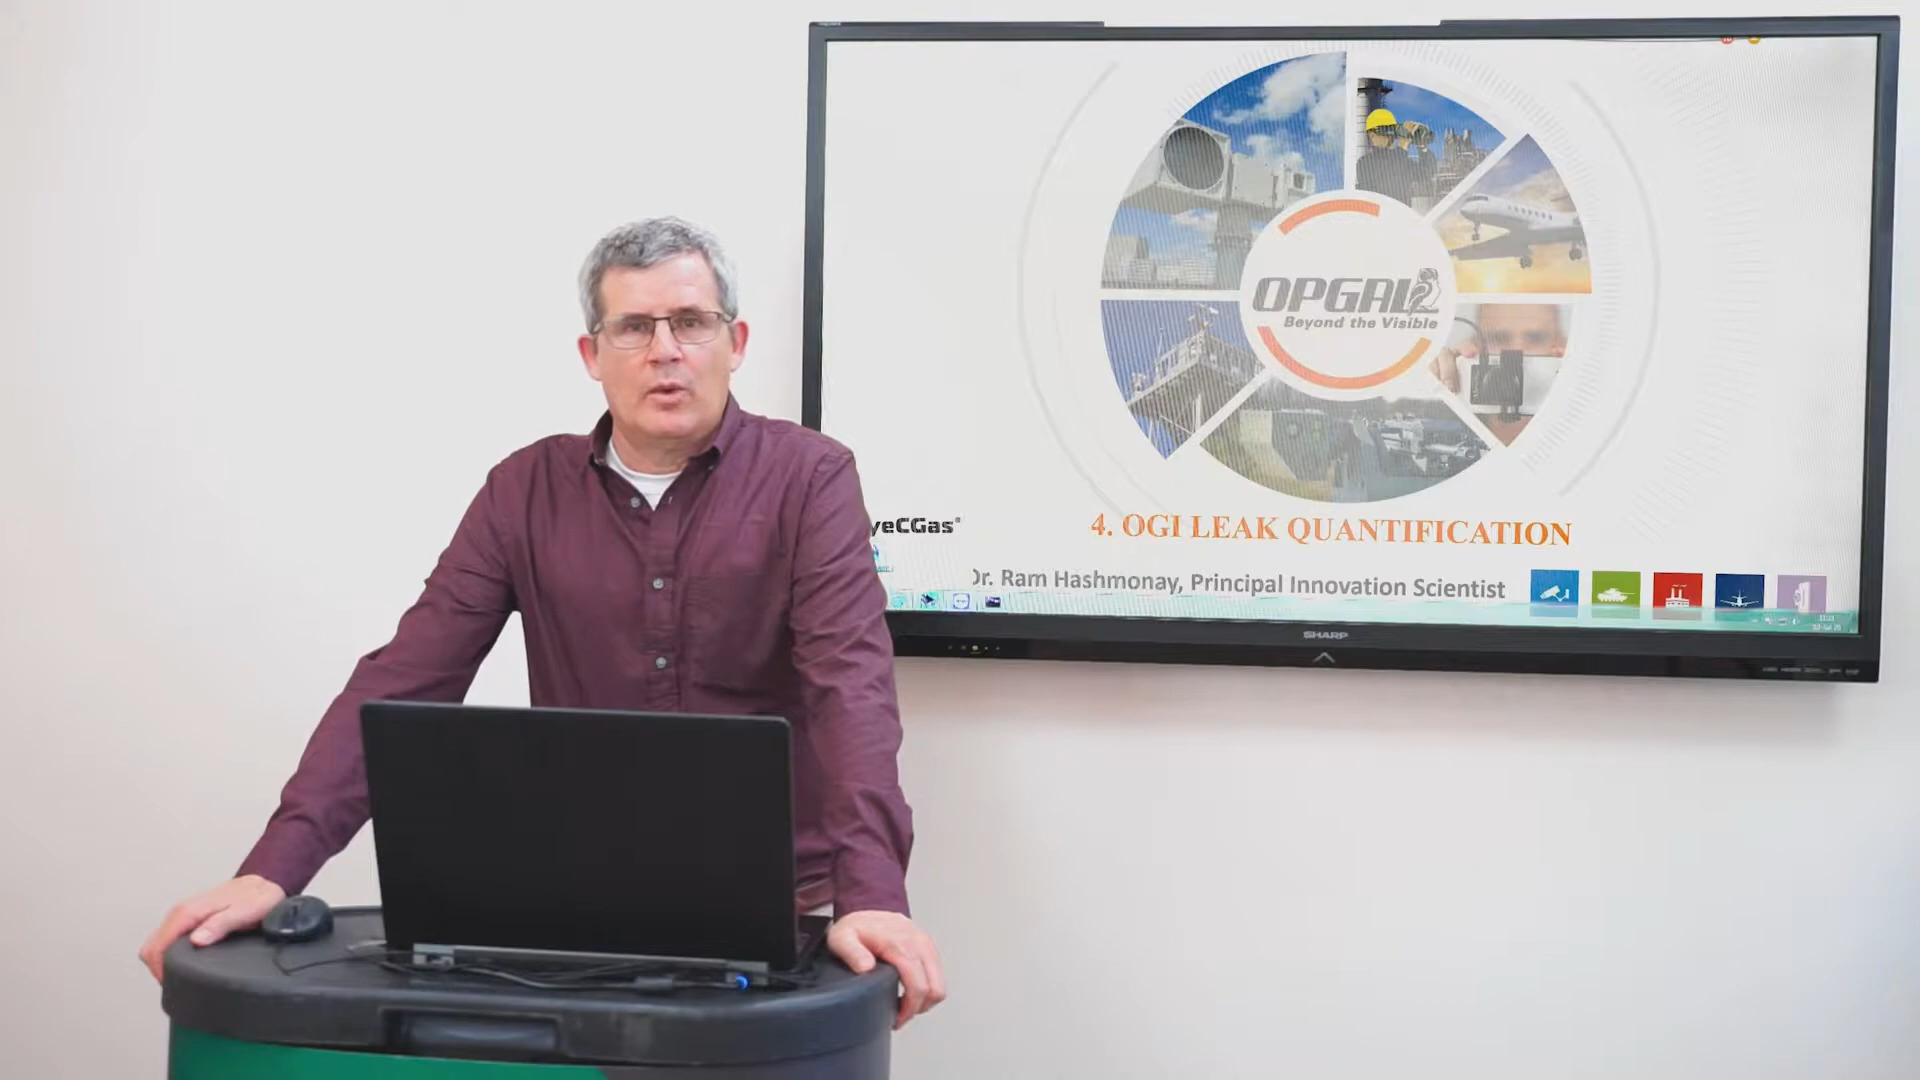 OPGAL
Beyond the Visible
yeCGas®
4. OGI LEAK QUANTIFICATION
Dr. Ram Hashmonay, Principal Innovation Scientist
SHARP